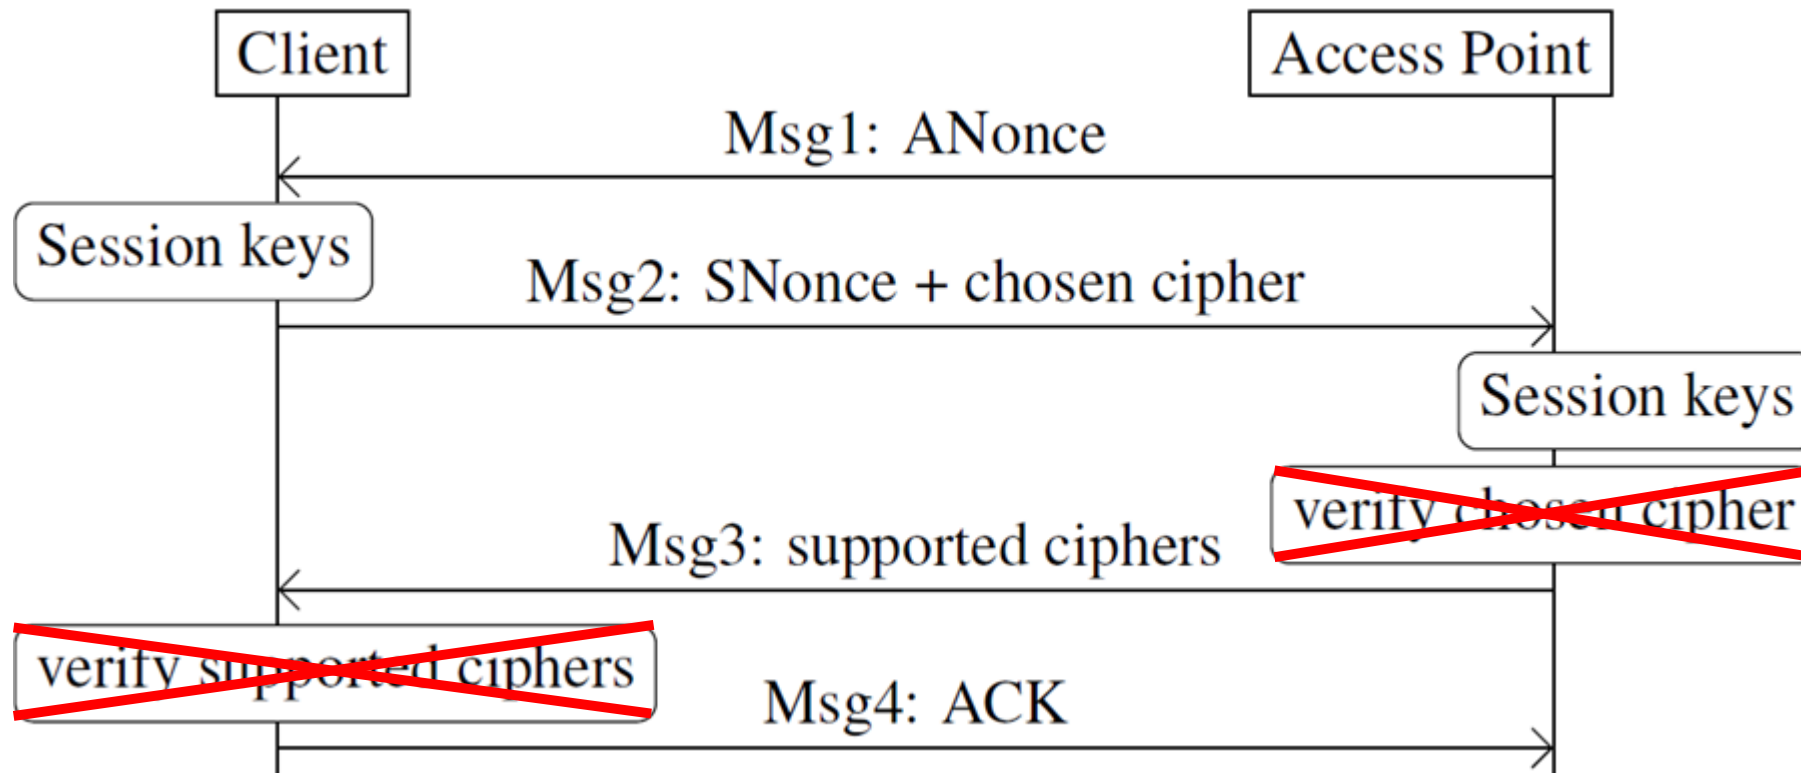 Client
Access Point
Msg1: ANonce
Session keys
Msg2: SNonce + chosen cipher
Session keys
verify chosen cipher
Msg3: supported ciphers
verify supported ciphers
Msg4: ACK